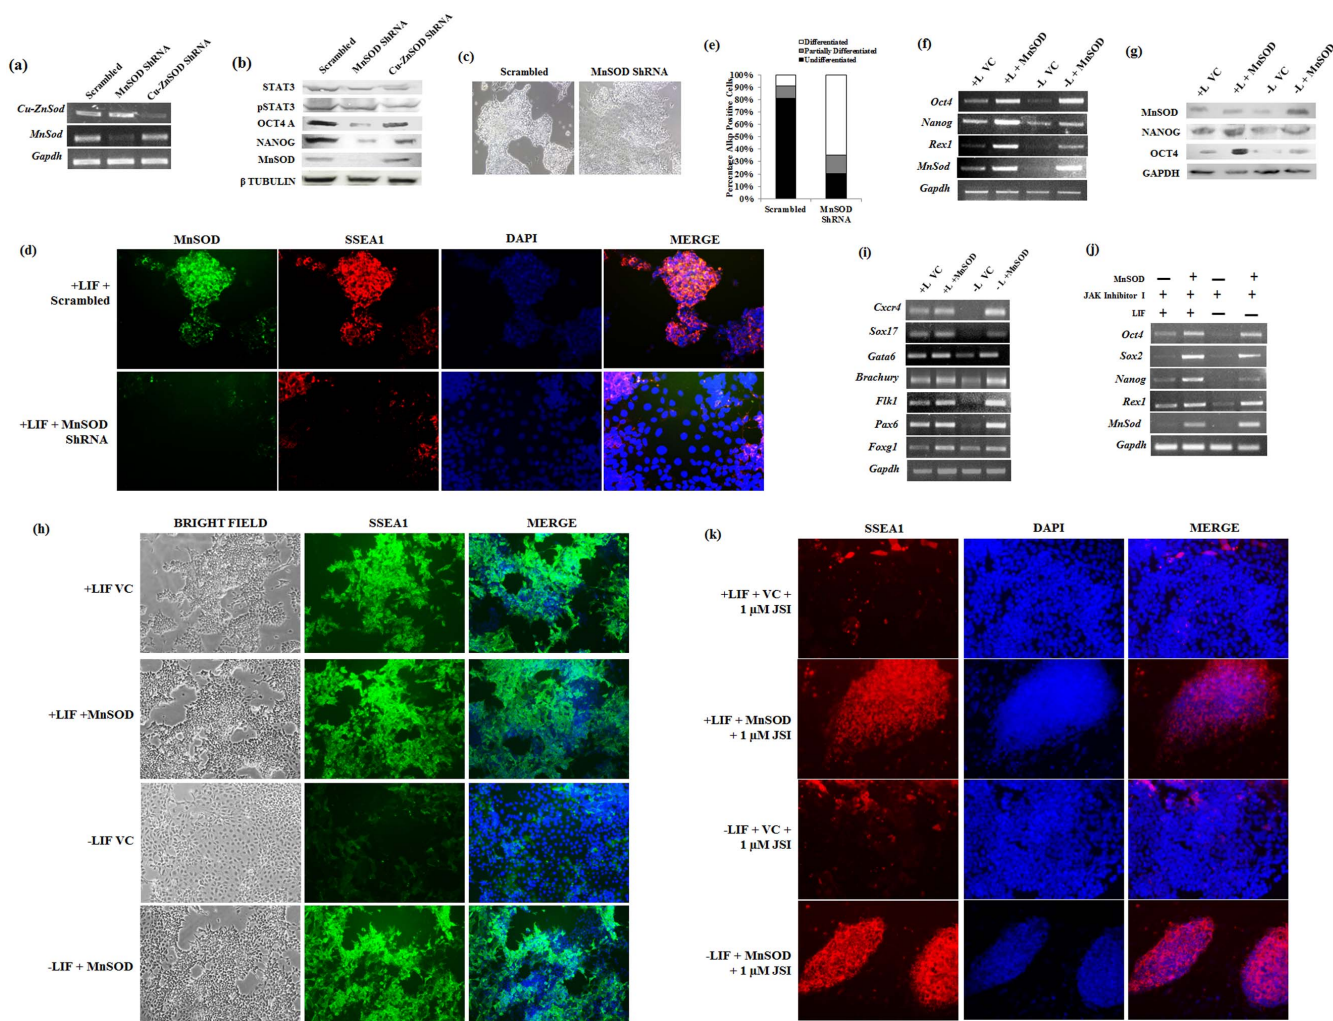 (a)
Scrambled
MnSOD ShRNA
Cu-ZnSOD ShRNA
Cu-ZnSod
MnSod
Gapdh
(b)
Scrambled
MnSOD ShRNA
Cu-ZnSOD ShRNA
STAT3
pSTAT3
OCT4 A
NANOG
MnSOD
β TUBULIN
(c)
Scrambled
MnSOD ShRNA
(e)
Differentiated
Partially Differentiated
Undifferentiated
Percentage Alkp Positive Cells
100%
90%
80%
70%
60%
50%
40%
30%
20%
10%
0%
Scrambled
MnSOD
ShRNA
(f)
+L VC
+L + MnSOD
-L VC
-L + MnSOD
Oct4
Nanog
Rex1
MnSod
Gapdh
(g)
+L VC
+L + MnSOD
-L VC
-L + MnSOD
MnSOD
NANOG
OCT4
GAPDH
(d)
MnSOD
SSEA1
DAPI
MERGE
+LIF +
Scrambled
+LIF + MnSOD
ShRNA
(i)
+L VC
+L +MnSOD
-L VC
-L +MnSOD
Cxcr4
Sox17
Gata6
Brachury
Flk1
Pax6
Foxg1
Gapdh
(j)
MnSOD — + — +
JAK Inhibitor I + + + +
LIF + + — —
Oct4
Sox2
Nanog
Rex1
MnSod
Gapdh
(h)
BRIGHT FIELD
SSEA1
MERGE
+LIF VC
+LIF +MnSOD
-LIF VC
-LIF + MnSOD
(k)
SSEA1
DAPI
MERGE
+LIF + VC +
1 µM JSI
+LIF + MnSOD
+ 1 µM JSI
-LIF + VC +
1 µM JSI
-LIF + MnSOD
+ 1 µM JSI